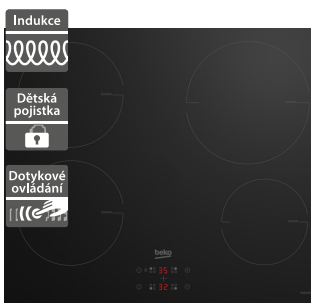 Indukce
Dětská
pojistka
Dotykové
ovládání
beko
35
32